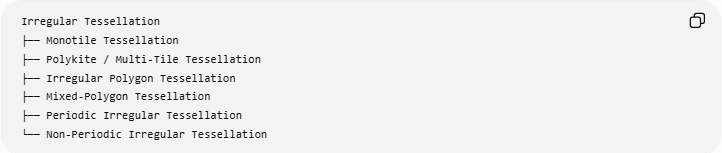 Irregular Tessellation
├── Monotile Tessellation
├── Polykite / Multi-Tile Tessellation
├── Irregular Polygon Tessellation
├── Mixed-Polygon Tessellation
├── Periodic Irregular Tessellation
└── Non-Periodic Irregular Tessellation